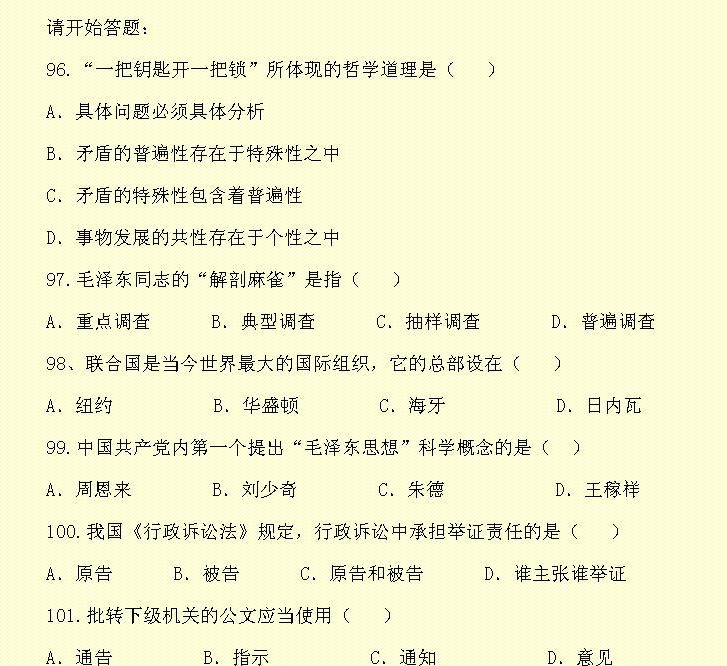 请开始答题：
96. “一把钥匙开一把锁”所体现的哲学道理是（ ）
A．具体问题必须具体分析
B．矛盾的普遍性存在于特殊性之中
C．矛盾的特殊性包含着普遍性
D．事物发展的共性存在于个性之中
97. 毛泽东同志的“解剖麻雀”是指（ ）
A．重点调查 B．典型调查 C．抽样调查 D．普遍调查
98、联合国是当今世界最大的国际组织，它的总部设在（ ）
A．纽约 B．华盛顿 C．海牙 D．日内瓦
99. 中国共产党内第一个提出“毛泽东思想”科学概念的是（ ）
A．周恩来 B．刘少奇 C．朱德 D．王稼祥
100. 我国《行政诉讼法》规定，行政诉讼中承担举证责任的是（ ）
A．原告 B．被告 C．原告和被告 D．谁主张谁举证
101. 批转下级机关的公文应当使用（ ）
A．通告 B．指示 C．通知 D．意见